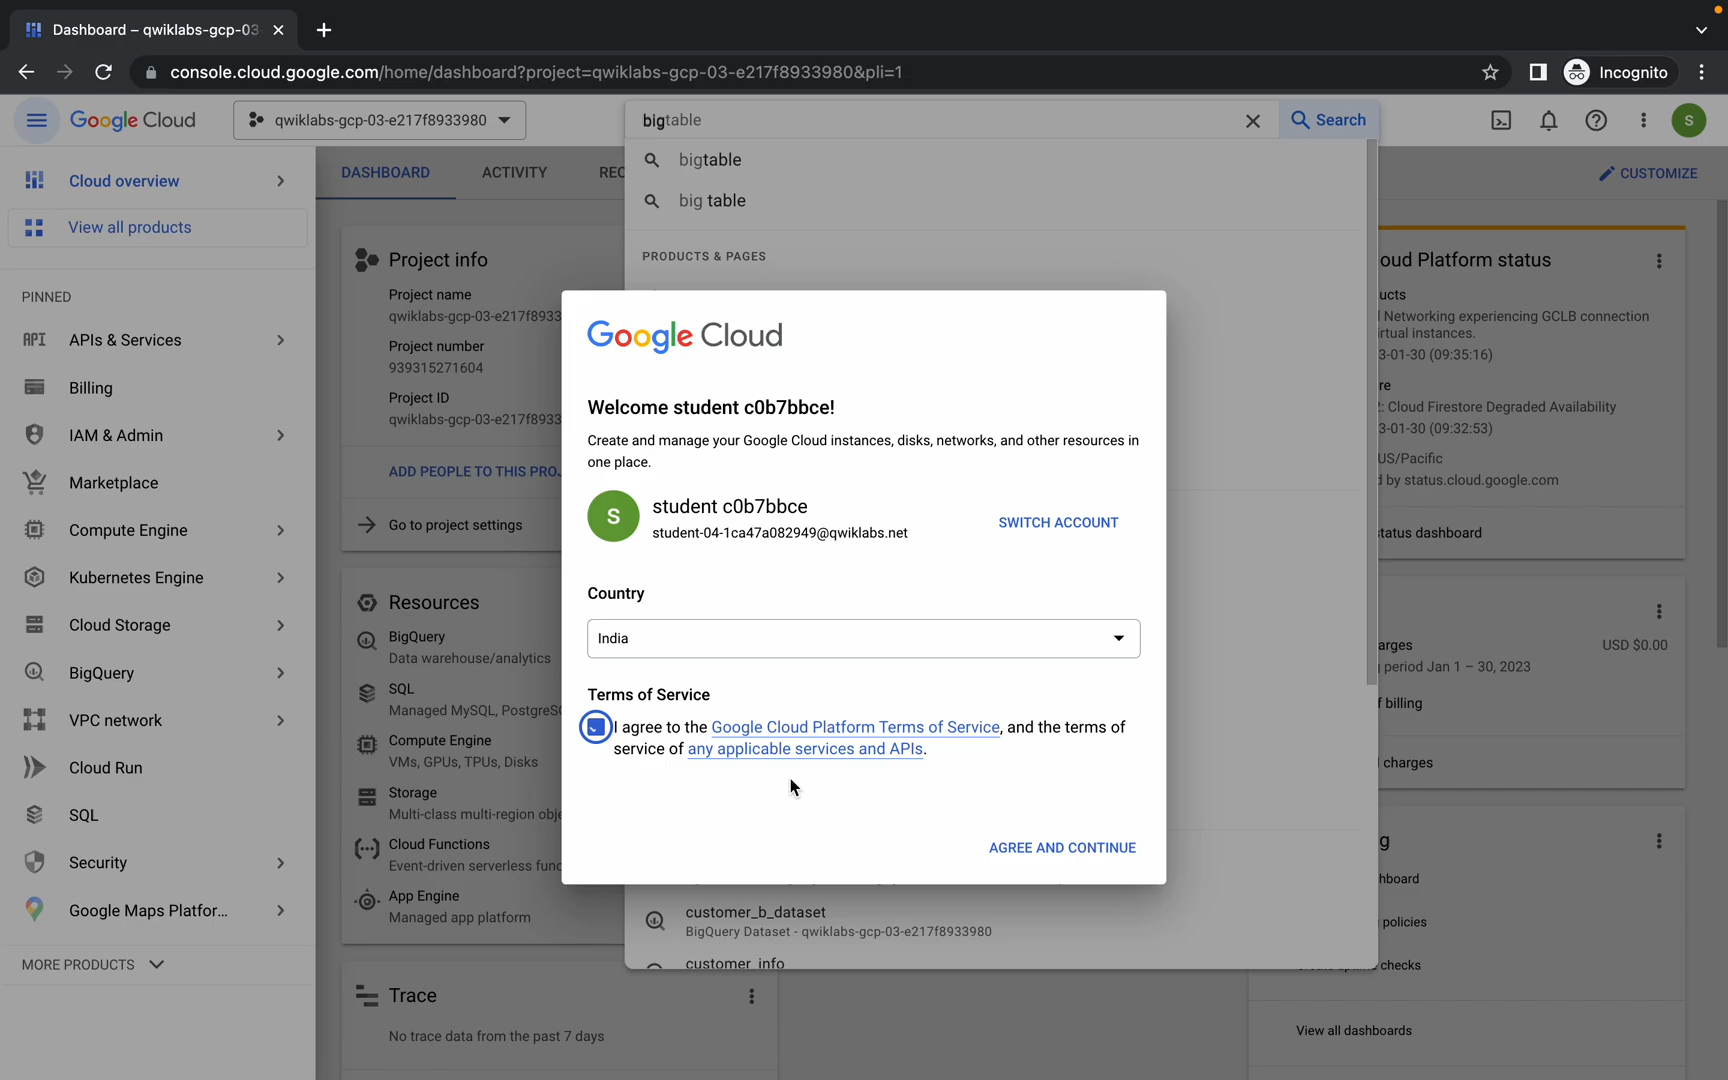 Dashboard – qwiklabs-gcp-03
console.cloud.google.com/home/dashboard?project=qwiklabs-gcp-03-e217f8933980&pli=1
Incognito
Google Cloud
qwiklabs-gcp-03-e217f8933980
bigtable
Search
S
Cloud overview
View all products
PINNED
API APIs & Services
Billing
IAM & Admin
Marketplace
Compute Engine
Kubernetes Engine
Cloud Storage
BigQuery
VPC network
Cloud Run
SQL
Security
Google Maps Platfor...
MORE PRODUCTS
DASHBOARD
ACTIVITY
REC
CUSTOMIZE
Project info
Project name
qwiklabs-gcp-03-e217f8933
Project number
939315271604
Project ID
qwiklabs-gcp-03-e217f8933
ADD PEOPLE TO THIS PROJ
Go to project settings
Resources
BigQuery
Data warehouse/analytics
SQL
Managed MySQL, PostgreS
Compute Engine
VMs, GPUs, TPUs, Disks
Storage
Multi-class multi-region obje
Cloud Functions
Event-driven serverless func
App Engine
Managed app platform
Trace
No trace data from the past 7 days
bigtable
big table
PRODUCTS & PAGES
Google Cloud
Welcome student c0b7bbce!
Create and manage your Google Cloud instances, disks, networks, and other resources in
one place.
S
student c0b7bbce
student-04-1ca47a082949@qwiklabs.net
SWITCH ACCOUNT
Country
India
Terms of Service
I agree to the Google Cloud Platform Terms of Service, and the terms of
service of any applicable services and APIs.
AGREE AND CONTINUE
customer_b_dataset
BigQuery Dataset - qwiklabs-gcp-03-e217f8933980
customer_info
oud Platform status
ucts
Networking experiencing GCLB connection
irtual instances.
3-01-30 (09:35:16)
re
: Cloud Firestore Degraded Availability
3-01-30 (09:32:53)
US/Pacific
d by status.cloud.google.com
status dashboard
arges
USD $0.00
period Jan 1 – 30, 2023
f billing
charges
g
hboard
policies
checks
View all dashboards